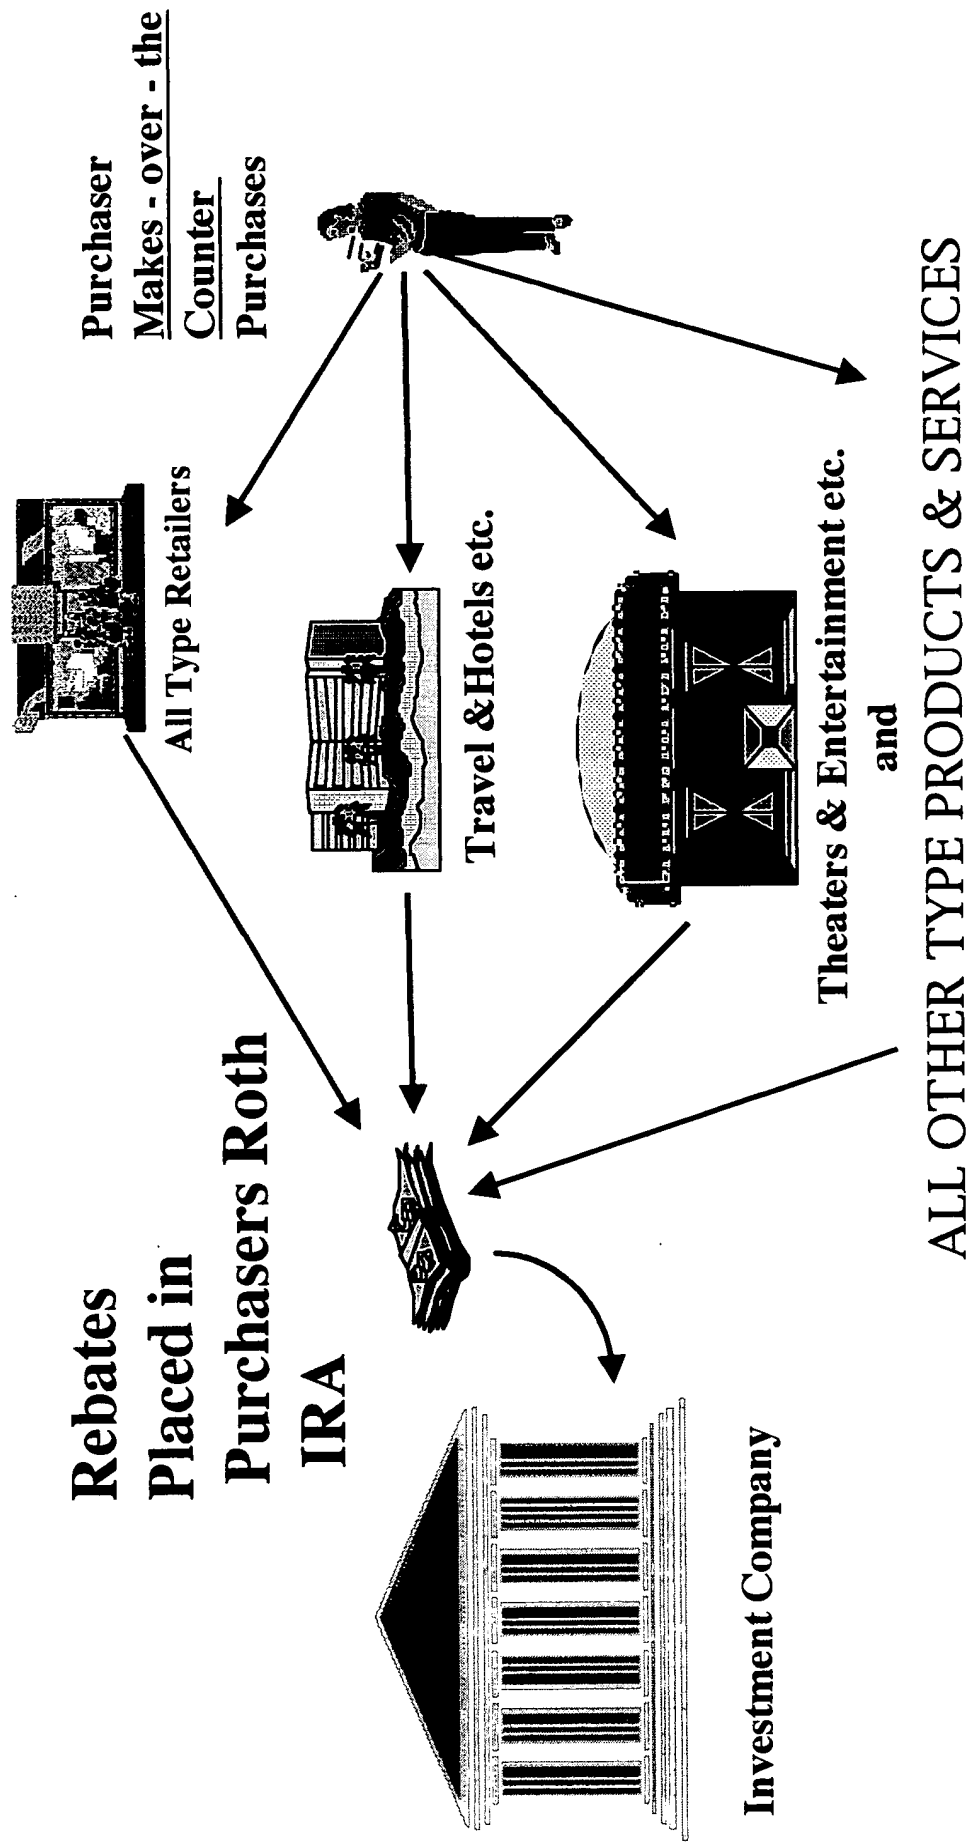 Rebates
Placed in
Purchasers Roth
IRA
Purchaser
Makes - over - the
Counter
Purchases
All Type Retailers
Travel &Hotels etc.
Theaters & Entertainment etc.
and
ALL OTHER TYPE PRODUCTS & SERVICES
Investment Company